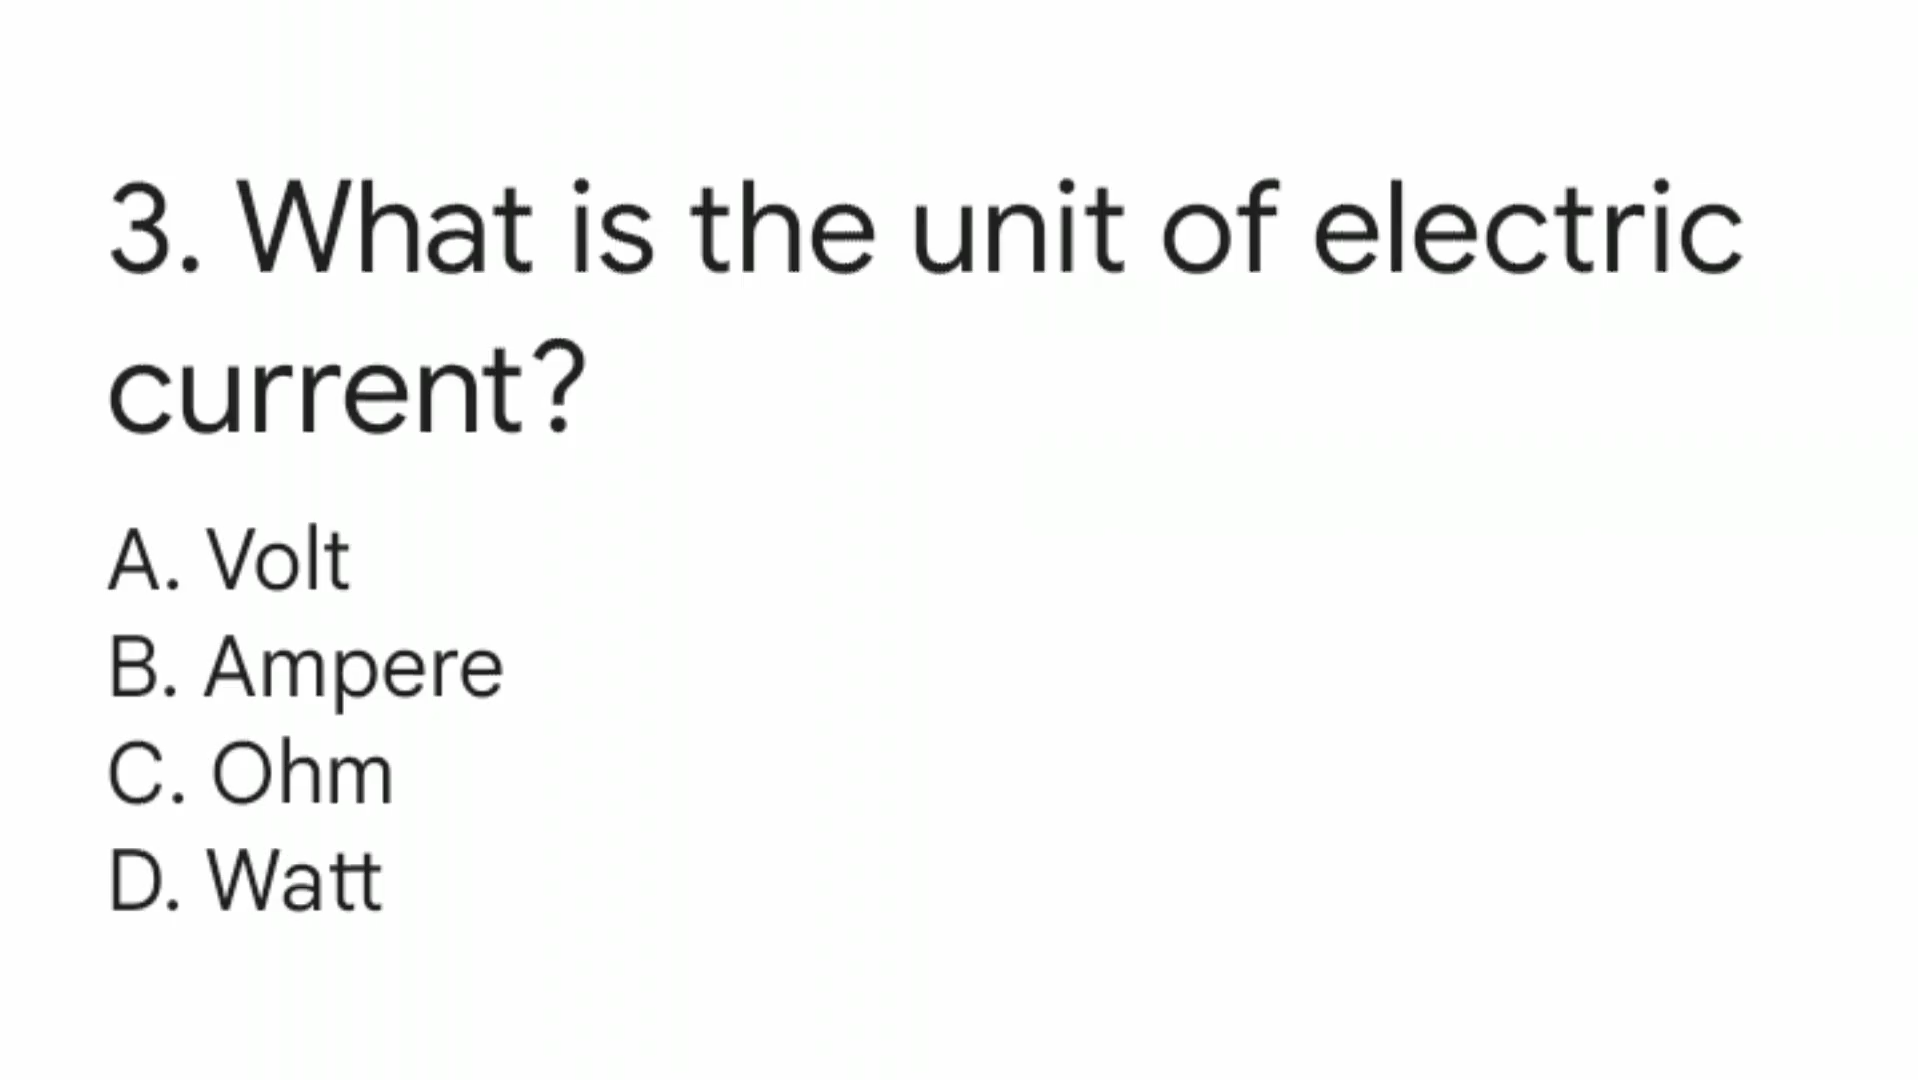 3. What is the unit of electric
current?
A. Volt
B. Ampere
C. Ohm
D. Watt